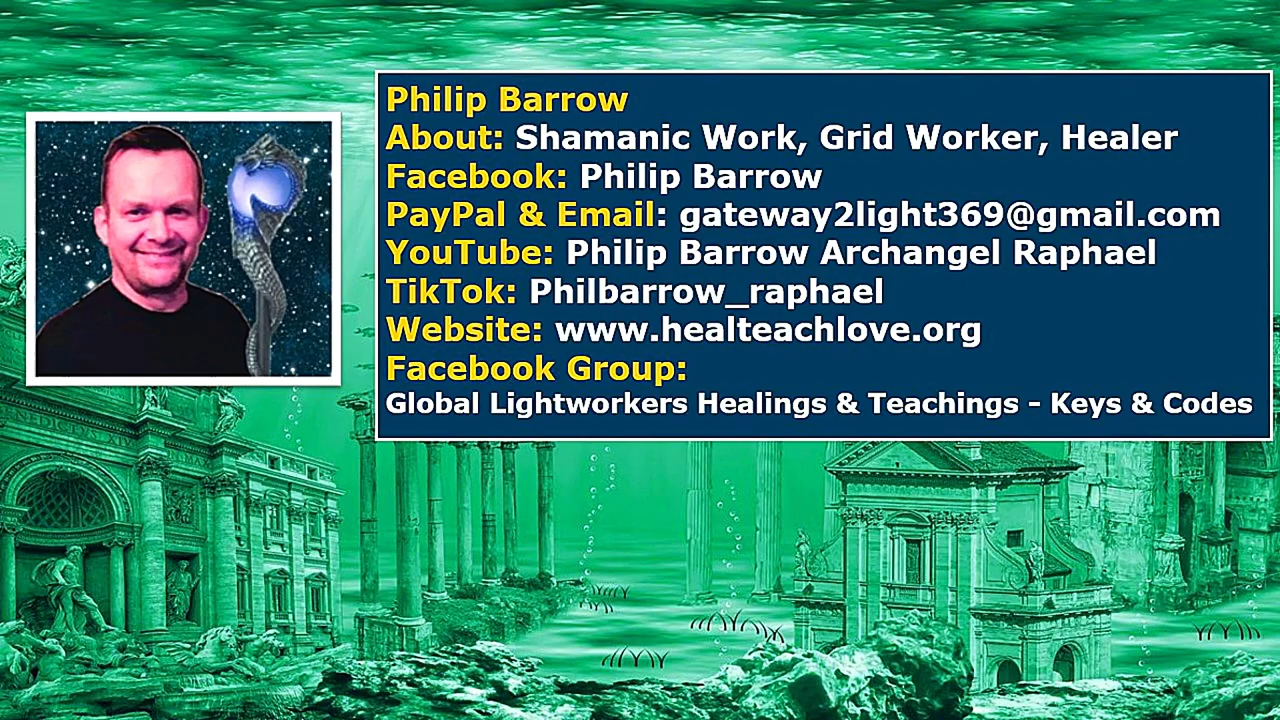 Philip Barrow
About: Shamanic Work, Grid Worker, Healer
Facebook: Philip Barrow
PayPal & Email: gateway2light369@gmail.com
YouTube: Philip Barrow Archangel Raphael
TikTok: Philbarrow_raphael
Website: www.healteachlove.org
Facebook Group:
Global Lightworkers Healings & Teachings - Keys & Codes